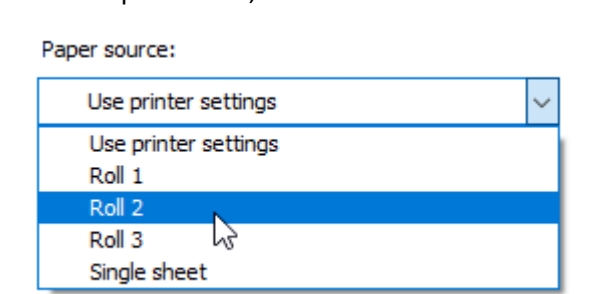 Paper source:
Use printer settings
Use printer settings
Roll 1
Roll 2
Roll 3
Single sheet